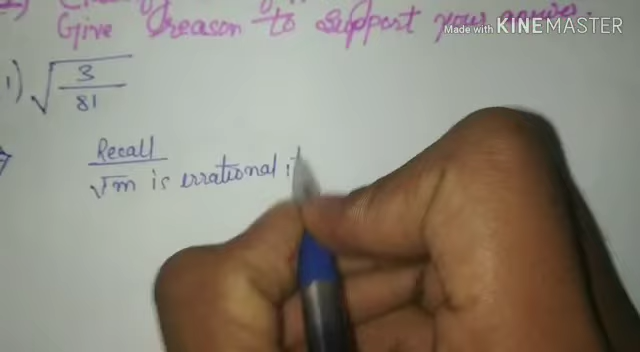 Give reason to support your answer.
Made with KINEMASTER
1) √3/81
Recall
√m is irrational